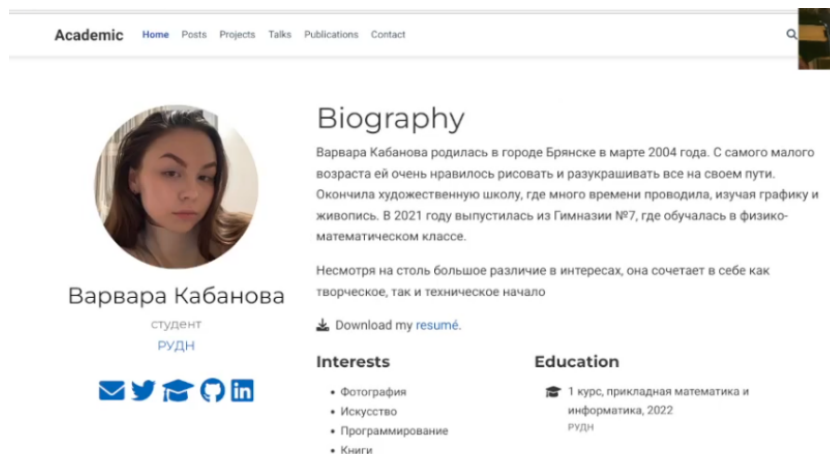 Academic Home Posts Projects Talks Publications Contact
Варвара Кабанова
студент
РУДН
Biography
Варвара Кабанова родилась в городе Брянске в марте 2004 года. С самого малого
возраста ей очень нравилось рисовать и разукрашивать все на своем пути.
Окончила художественную школу, где много времени проводила, изучая графику и
живопись. В 2021 году выпустилась из Гимназии №7, где обучалась в физико-
математическом классе.
Несмотря на столь большое различие в интересах, она сочетает в себе как
творческое, так и техническое начало
Download my resumé.
Interests
• Фотография
• Искусство
• Программирование
• Книги
Education
1 курс, прикладная математика и
информатика, 2022
РУДН